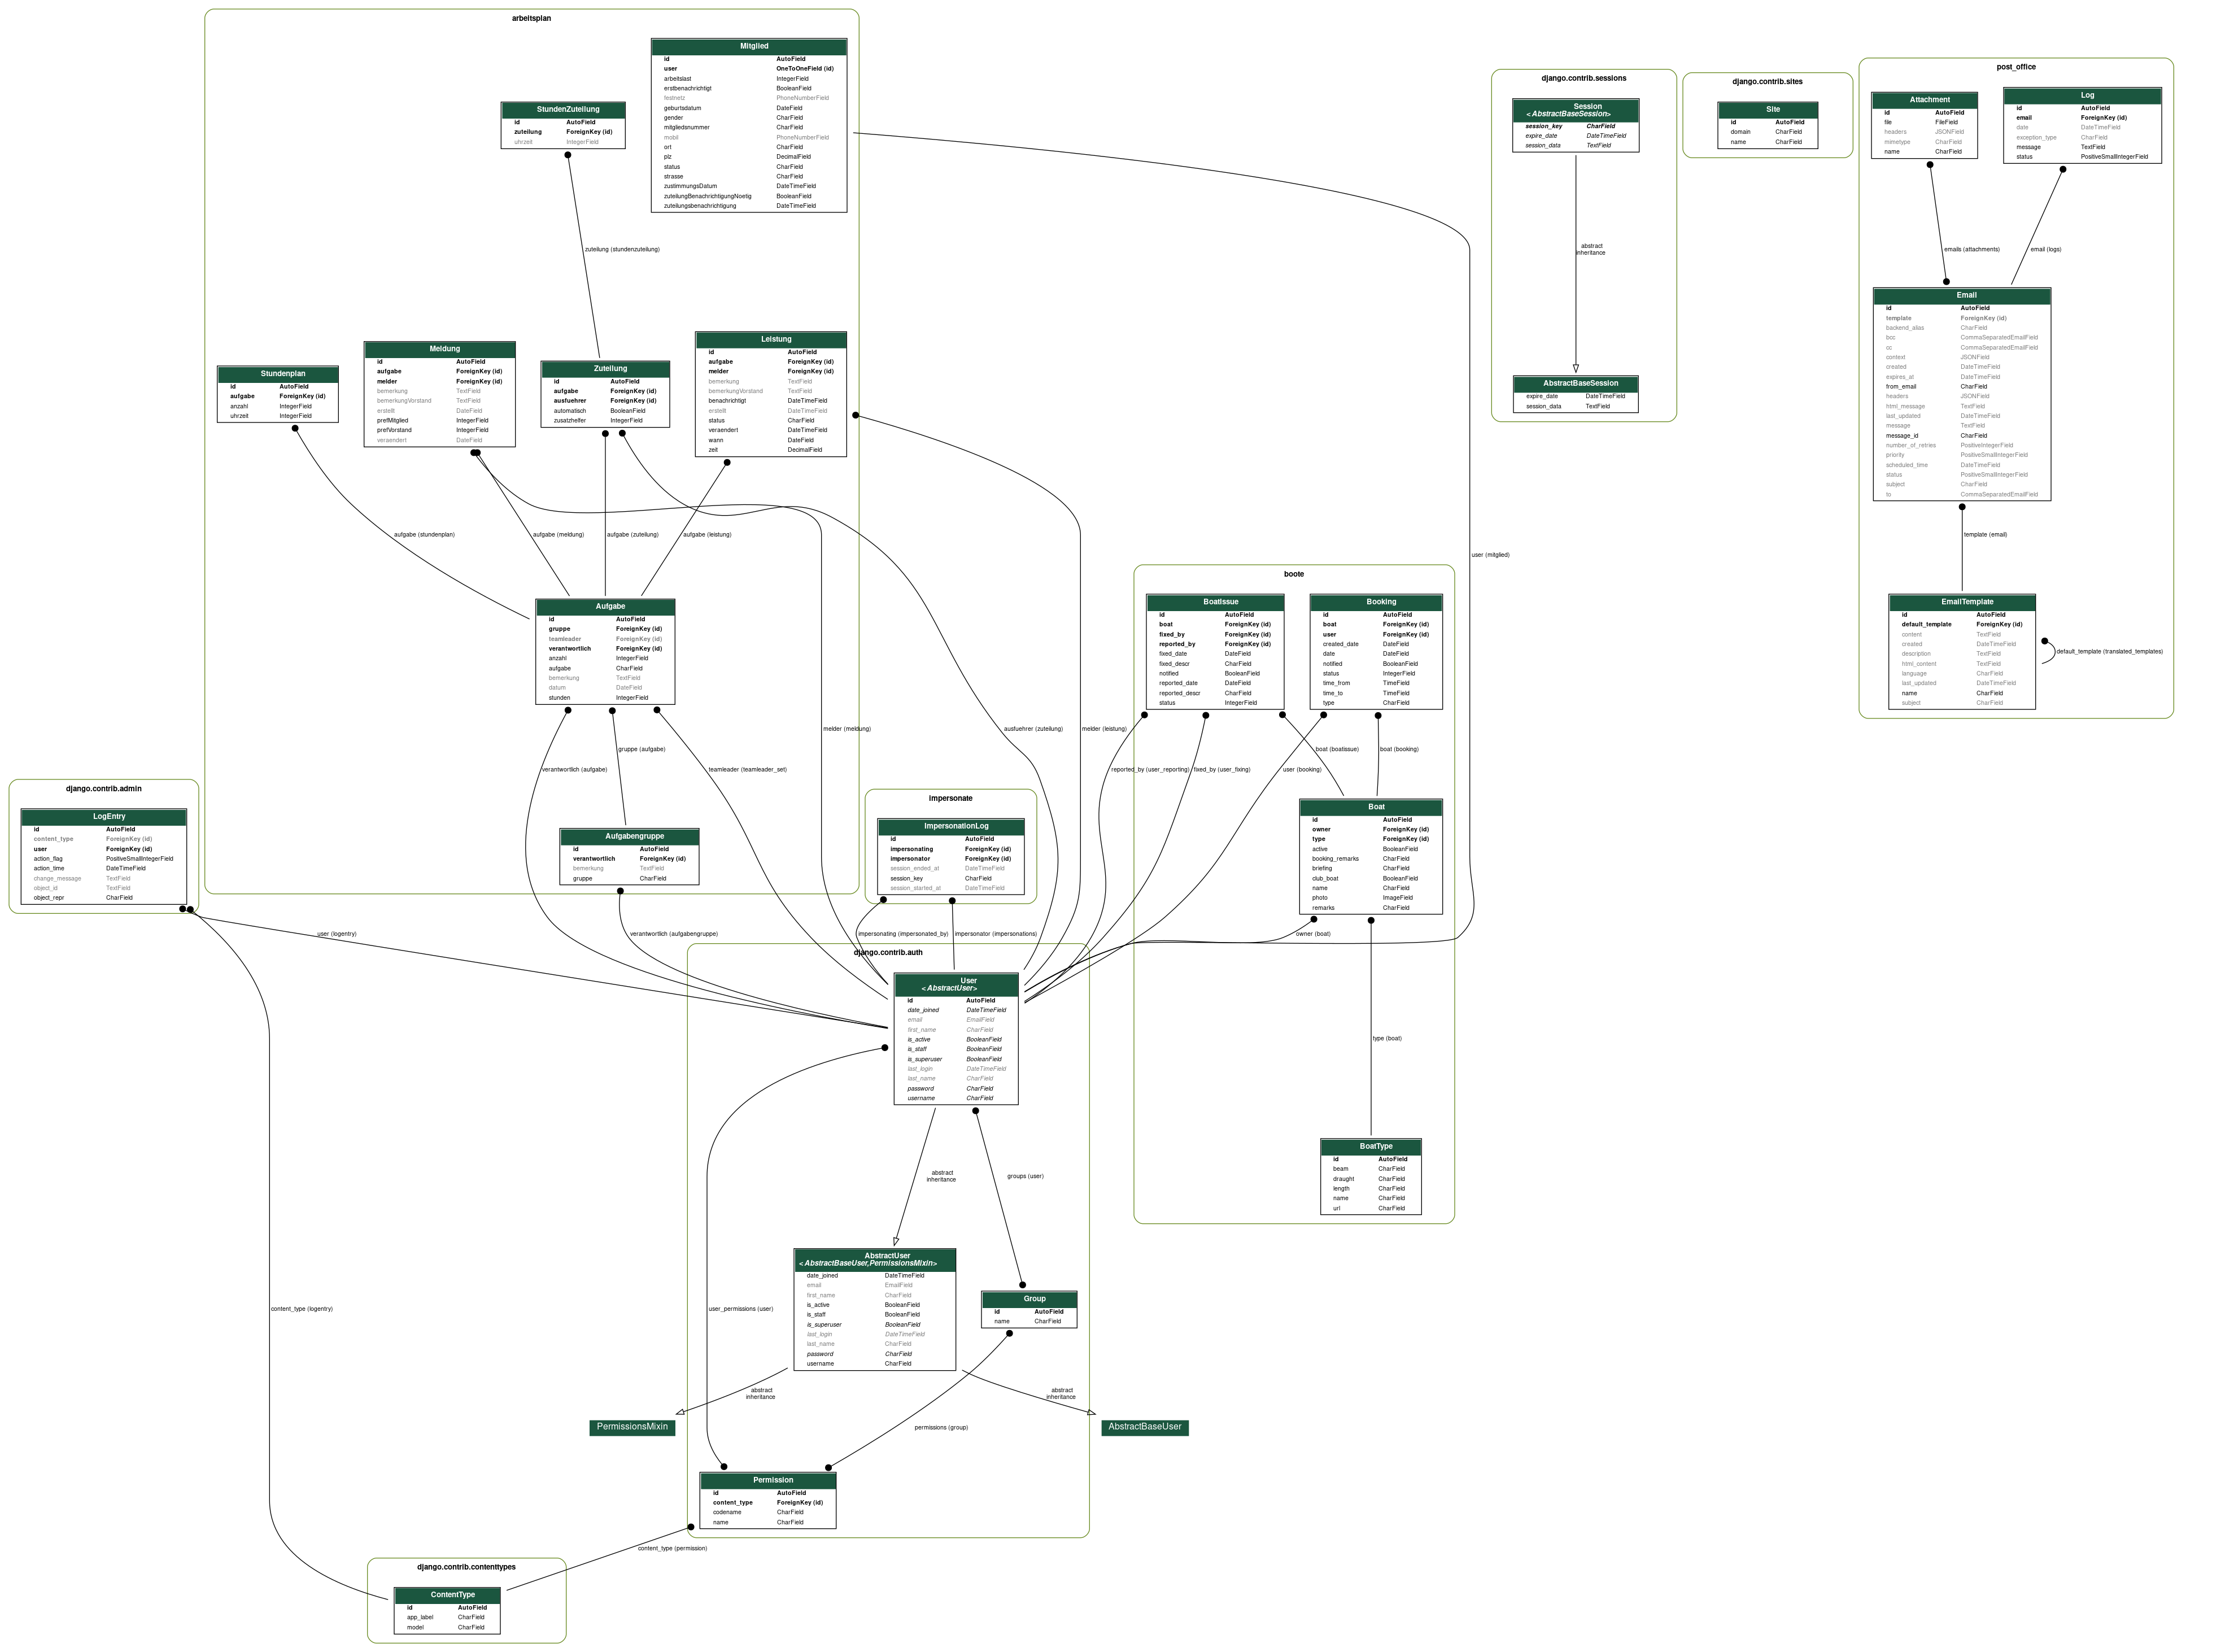 arbeitsplan
Mitglied
id AutoField
user OneToOneField (id)
arbeitslast IntegerField
erstbenachrichtigt BooleanField
festnetz PhoneNumberField
geburtsdatum DateField
gender CharField
mitgliedsnummer CharField
mobil PhoneNumberField
ort CharField
plz DecimalField
status CharField
strasse CharField
zustimmungsDatum DateTimeField
zuteilungBenachrichtigungNoetig BooleanField
zuteilungsbenachrichtigung DateTimeField
StundenZuteilung
id AutoField
zuteilung ForeignKey (id)
uhrzeit IntegerField
zuteilung (stundenzuteilung)
Stundenplan
id AutoField
aufgabe ForeignKey (id)
anzahl IntegerField
uhrzeit IntegerField
Meldung
id AutoField
aufgabe ForeignKey (id)
melder ForeignKey (id)
bemerkung TextField
bemerkungVorstand TextField
erstellt DateField
prefMitglied IntegerField
prefVorstand IntegerField
veraendert DateField
Zuteilung
id AutoField
aufgabe ForeignKey (id)
ausfuehrer ForeignKey (id)
automatisch BooleanField
zusatzhelfer IntegerField
Leistung
id AutoField
aufgabe ForeignKey (id)
melder ForeignKey (id)
bemerkung TextField
bemerkungVorstand TextField
benachrichtigt DateTimeField
erstellt DateTimeField
status CharField
veraendert DateTimeField
wann DateField
zeit DecimalField
aufgabe (stundenplan)
aufgabe (meldung)
aufgabe (zuteilung)
aufgabe (leistung)
Aufgabe
id AutoField
gruppe ForeignKey (id)
teamleader ForeignKey (id)
verantwortlich ForeignKey (id)
anzahl IntegerField
aufgabe CharField
bemerkung TextField
datum DateField
stunden IntegerField
verantwortlich (aufgabe)
gruppe (aufgabe)
teamleader (teamleader_set)
melder (meldung)
ausfuehrer (zuteilung)
melder (leistung)
user (mitglied)
Aufgabengruppe
id AutoField
verantwortlich ForeignKey (id)
bemerkung TextField
gruppe CharField
verantwortlich (aufgabengruppe)
django.contrib.sessions
Session
<AbstractBaseSession>
session_key CharField
expire_date DateTimeField
session_data TextField
abstract
inheritance
AbstractBaseSession
expire_date DateTimeField
session_data TextField
django.contrib.sites
Site
id AutoField
domain CharField
name CharField
post_office
Attachment
id AutoField
file FileField
headers JSONField
mimetype CharField
name CharField
Log
id AutoField
email ForeignKey (id)
date DateTimeField
exception_type CharField
message TextField
status PositiveSmallIntegerField
emails (attachments)
email (logs)
Email
id AutoField
template ForeignKey (id)
backend_alias CharField
bcc CommaSeparatedEmailField
cc CommaSeparatedEmailField
context JSONField
created DateTimeField
expires_at DateTimeField
from_email CharField
headers JSONField
html_message TextField
last_updated DateTimeField
message TextField
message_id CharField
number_of_retries PositiveIntegerField
priority PositiveSmallIntegerField
scheduled_time DateTimeField
status PositiveSmallIntegerField
subject CharField
to CommaSeparatedEmailField
template (email)
EmailTemplate
id AutoField
default_template ForeignKey (id)
content TextField
created DateTimeField
description TextField
html_content TextField
language CharField
last_updated DateTimeField
name CharField
subject CharField
default_template (translated_templates)
boote
BoatIssue
id AutoField
boat ForeignKey (id)
fixed_by ForeignKey (id)
reported_by ForeignKey (id)
fixed_date DateField
fixed_descr CharField
notified BooleanField
reported_date DateField
reported_descr CharField
status IntegerField
Booking
id AutoField
boat ForeignKey (id)
user ForeignKey (id)
created_date DateField
date DateField
notified BooleanField
status IntegerField
time_from TimeField
time_to TimeField
type CharField
boat (boatissue)
boat (booking)
reported_by (user_reporting)
fixed_by (user_fixing)
user (booking)
Boat
id AutoField
owner ForeignKey (id)
type ForeignKey (id)
active BooleanField
booking_remarks CharField
briefing CharField
club_boat BooleanField
name CharField
photo ImageField
remarks CharField
owner (boat)
type (boat)
BoatType
id AutoField
beam CharField
draught CharField
length CharField
name CharField
url CharField
django.contrib.admin
LogEntry
id AutoField
content_type ForeignKey (id)
user ForeignKey (id)
action_flag PositiveSmallIntegerField
action_time DateTimeField
change_message TextField
object_id TextField
object_repr CharField
user (logentry)
content_type (logentry)
impersonate
ImpersonationLog
id AutoField
impersonating ForeignKey (id)
impersonator ForeignKey (id)
session_ended_at DateTimeField
session_key CharField
session_started_at DateTimeField
impersonating (impersonated_by)
impersonator (impersonations)
django.contrib.auth
User
<AbstractUser>
id AutoField
date_joined DateTimeField
email EmailField
first_name CharField
is_active BooleanField
is_staff BooleanField
is_superuser BooleanField
last_login DateTimeField
last_name CharField
password CharField
username CharField
abstract
inheritance
groups (user)
user_permissions (user)
AbstractUser
<AbstractBaseUser,PermissionsMixin>
date_joined DateTimeField
email EmailField
first_name CharField
is_active BooleanField
is_staff BooleanField
is_superuser BooleanField
last_login DateTimeField
last_name CharField
password CharField
username CharField
Group
id AutoField
name CharField
abstract
inheritance
abstract
inheritance
PermissionsMixin
AbstractBaseUser
permissions (group)
Permission
id AutoField
content_type ForeignKey (id)
codename CharField
name CharField
content_type (permission)
django.contrib.contenttypes
ContentType
id AutoField
app_label CharField
model CharField